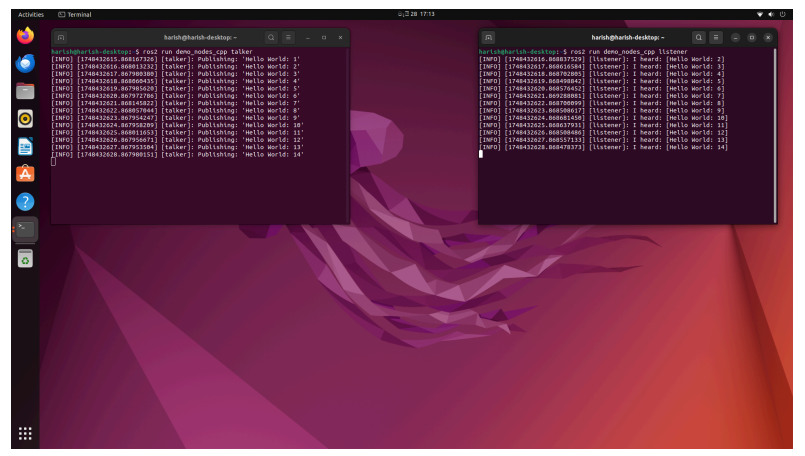 Activities
Terminal
28 17:13
harish@harish-desktop: ~
harish@harish-desktop:~$ ros2 run demo_nodes_cpp talker
[INFO] [1748432615.868167326] [talker]: Publishing: 'Hello World: 1'
[INFO] [1748432616.868013232] [talker]: Publishing: 'Hello World: 2'
[INFO] [1748432617.867900300] [talker]: Publishing: 'Hello World: 3'
[INFO] [1748432618.868060435] [talker]: Publishing: 'Hello World: 4'
[INFO] [1748432619.867985620] [talker]: Publishing: 'Hello World: 5'
[INFO] [1748432620.867972786] [talker]: Publishing: 'Hello World: 6'
[INFO] [1748432621.868145822] [talker]: Publishing: 'Hello World: 7'
[INFO] [1748432622.868057044] [talker]: Publishing: 'Hello World: 8'
[INFO] [1748432623.867954247] [talker]: Publishing: 'Hello World: 9'
[INFO] [1748432624.867958209] [talker]: Publishing: 'Hello World: 10'
[INFO] [1748432625.868011653] [talker]: Publishing: 'Hello World: 11'
[INFO] [1748432626.867956671] [talker]: Publishing: 'Hello World: 12'
[INFO] [1748432627.867953504] [talker]: Publishing: 'Hello World: 13'
[INFO] [1748432628.867900151] [talker]: Publishing: 'Hello World: 14'
harish@harish-desktop: ~
harish@harish-desktop:~$ ros2 run demo_nodes_cpp listener
[INFO] [1748432616.868837529] [listener]: I heard: [Hello World: 2]
[INFO] [1748432617.868616584] [listener]: I heard: [Hello World: 3]
[INFO] [1748432618.868702805] [listener]: I heard: [Hello World: 4]
[INFO] [1748432619.868498842] [listener]: I heard: [Hello World: 5]
[INFO] [1748432620.868576452] [listener]: I heard: [Hello World: 6]
[INFO] [1748432621.869288081] [listener]: I heard: [Hello World: 7]
[INFO] [1748432622.868700099] [listener]: I heard: [Hello World: 8]
[INFO] [1748432623.868508617] [listener]: I heard: [Hello World: 9]
[INFO] [1748432624.868681450] [listener]: I heard: [Hello World: 10]
[INFO] [1748432625.868637931] [listener]: I heard: [Hello World: 11]
[INFO] [1748432626.868508486] [listener]: I heard: [Hello World: 12]
[INFO] [1748432627.868557133] [listener]: I heard: [Hello World: 13]
[INFO] [1748432628.868478373] [listener]: I heard: [Hello World: 14]